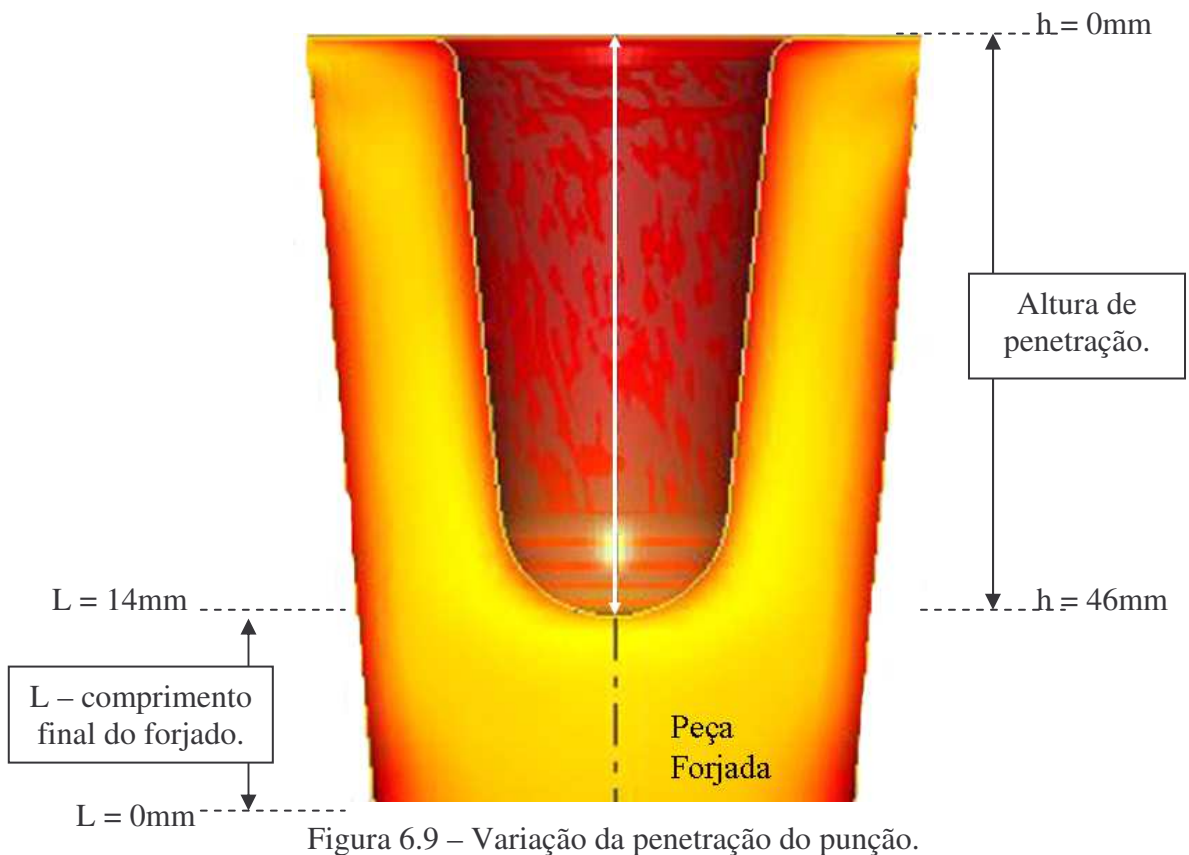 h = 0mm
Altura de
penetração.
L = 14mm
h = 46mm
L – comprimento
final do forjado.
Peça
Forjada
L = 0mm
Figura 6.9 – Variação da penetração do punção.